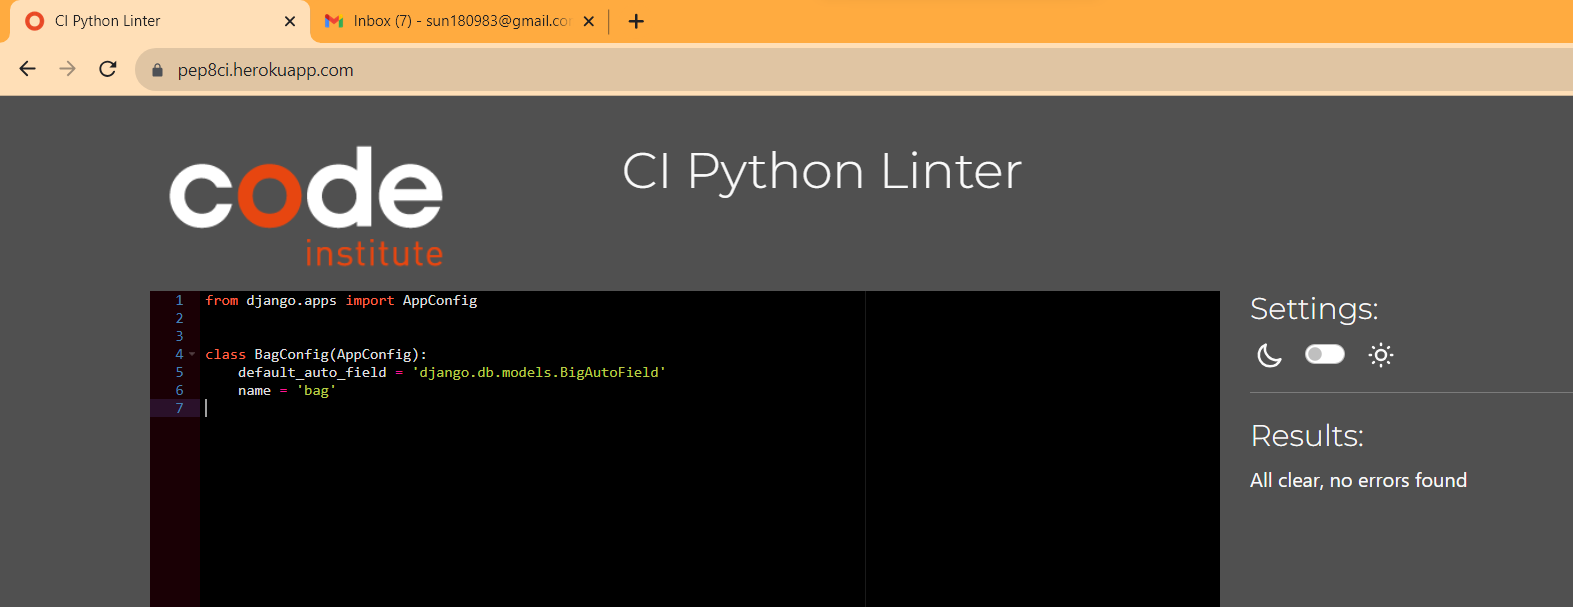 CI Python Linter
Inbox (7) - sun180983@gmail.co
pep8ci.herokuapp.com
code
institute
CI Python Linter
1 from django.apps import AppConfig
2
3
4 class BagConfig(AppConfig):
5 default_auto_field = 'django.db.models.BigAutoField'
6 name = 'bag'
7
Settings:
Results:
All clear, no errors found